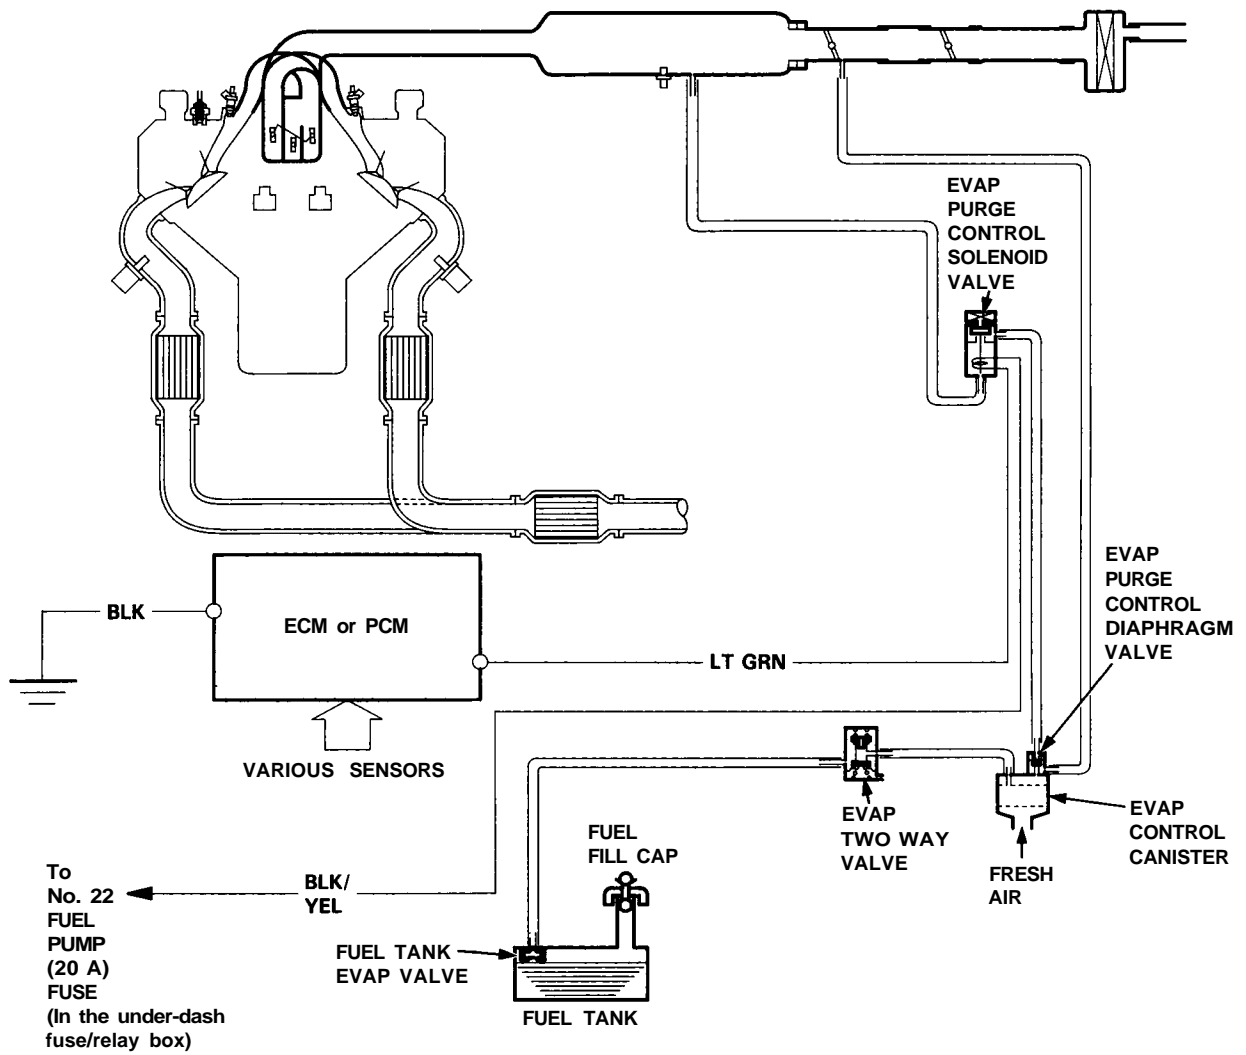 EVAP
PURGE
CONTROL
SOLENOID
VALVE
EVAP
PURGE
CONTROL
DIAPHRAGM
VALVE
BLK
ECM or PCM
LT GRN
VARIOUS SENSORS
EVAP
TWO WAY
VALVE
EVAP
CONTROL
CANISTER
FRESH
AIR
FUEL
FILL CAP
To
No. 22
FUEL
PUMP
(20 A)
FUSE
(In the under-dash
fuse/relay box)
BLK/
YEL
FUEL TANK
EVAP VALVE
FUEL TANK